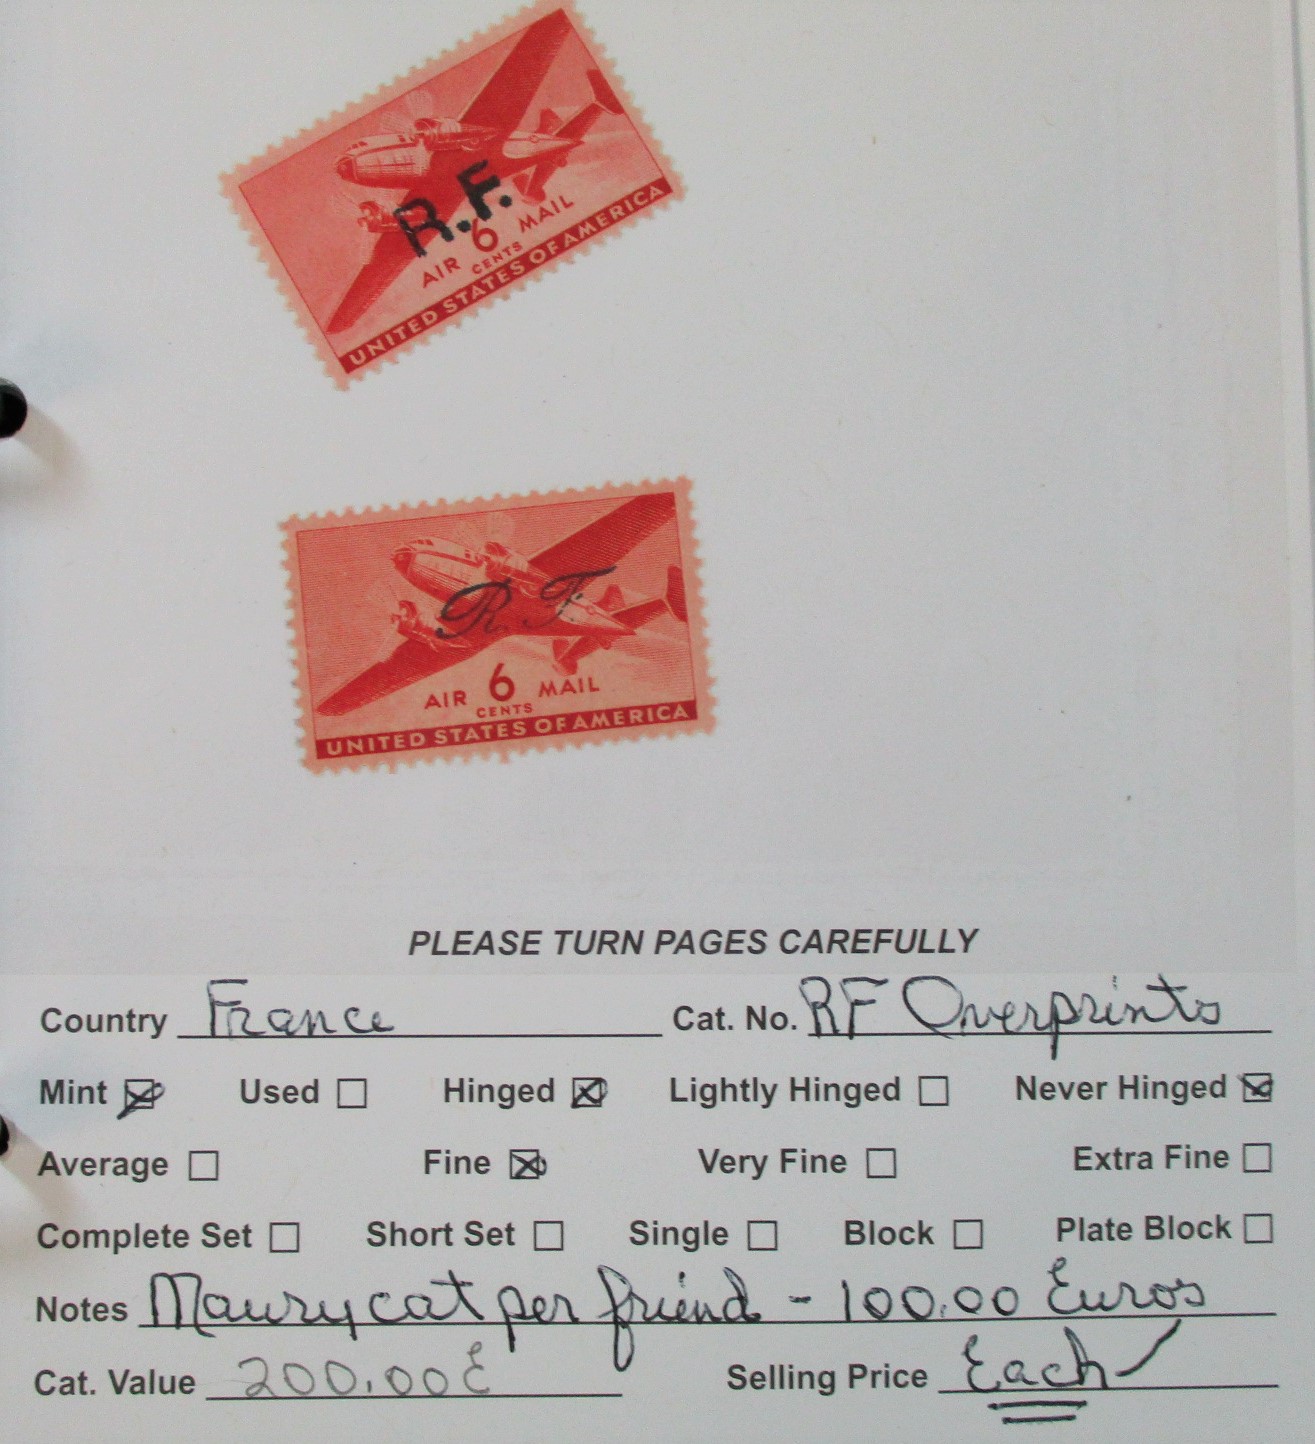 R.F.
AIR 6 MAIL
CENTS
UNITED STATES OF AMERICA
R. F.
AIR 6 MAIL
CENTS
UNITED STATES OF AMERICA
PLEASE TURN PAGES CAREFULLY
Country France Cat. No. RF Overprints
Mint Used Hinged Lightly Hinged Never Hinged
Average Fine Very Fine Extra Fine
Complete Set Short Set Single Block Plate Block
Notes Maury cat per friend - 100.00 Euros
Cat. Value 200.00 E Selling Price Each